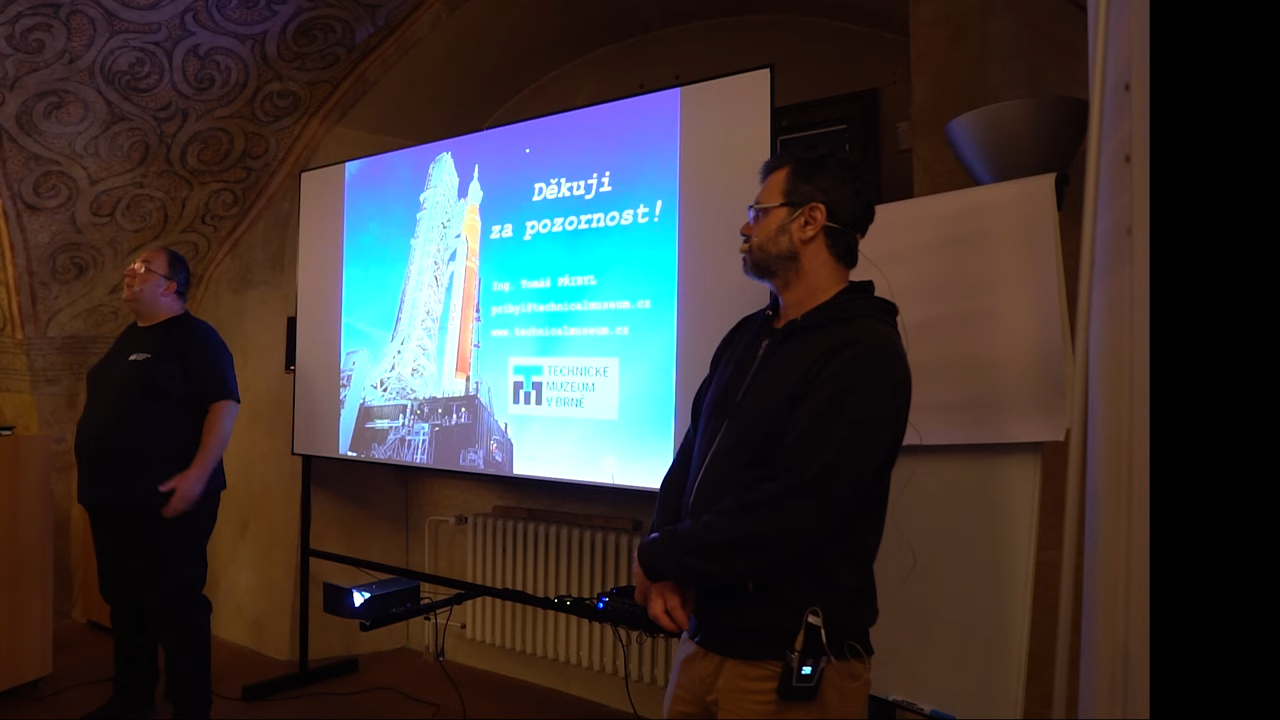 Děkuji
za pozornost!
Ing. Tomáš PŘIBYL
pribyl@technicalmuseum.cz
www.technicalmuseum.cz
TECHNICKÉ
MUZEUM
V BRNĚ